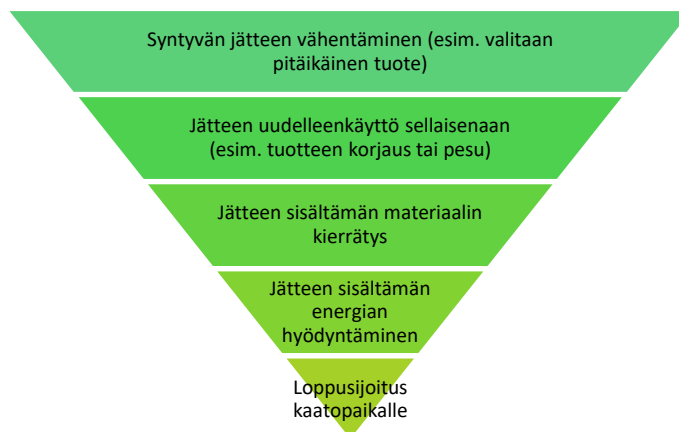 Syntyvän jätteen vähentäminen (esim. valitaan
pitäikäinen tuote)
Jätteen uudelleenkäyttö sellaisenaan
(esim. tuotteen korjaus tai pesu)
Jätteen sisältämän materiaalin
kierrätys
Jätteen sisältämän
energian
hyödyntäminen
Loppusijoitus
kaatopaikalle